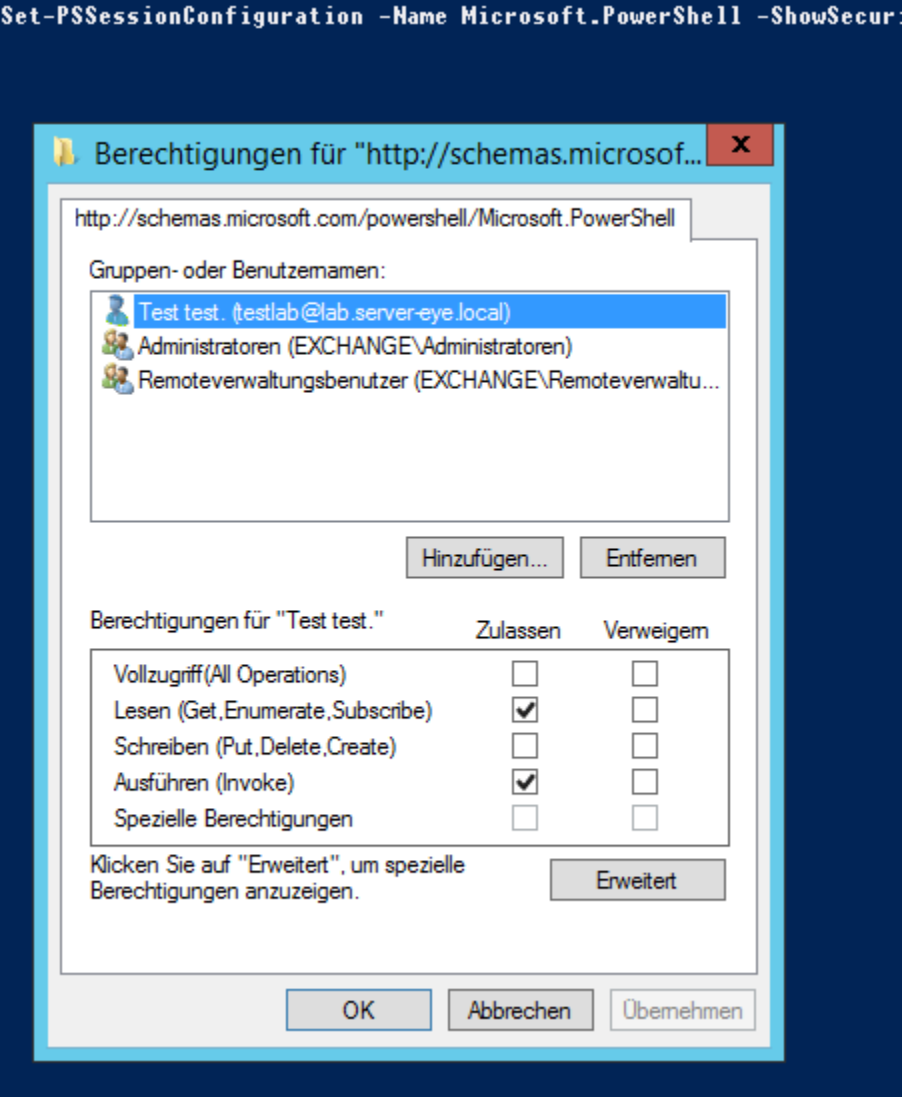 Set-PSSessionConfiguration -Name Microsoft.PowerShell -ShowSecur
Berechtigungen für "http://schemas.microsof... x
http://schemas.microsoft.com/powershell/Microsoft.PowerShell
Gruppen- oder Benutzernamen:
Test test. (testlab@lab.server-eye.local)
Administratoren (EXCHANGE\Administratoren)
Remoteverwaltungsbenutzer (EXCHANGE\Remoteverwaltu...
Hinzufügen... Entfernen
Berechtigungen für "Test test." Zulassen Verweigern
Vollzugriff(All Operations)
Lesen (Get,Enumerate,Subscribe)
Schreiben (Put,Delete,Create)
Ausführen (Invoke)
Spezielle Berechtigungen
Klicken Sie auf "Erweitert", um spezielle
Berechtigungen anzuzeigen. Erweitert
OK Abbrechen Übernehmen